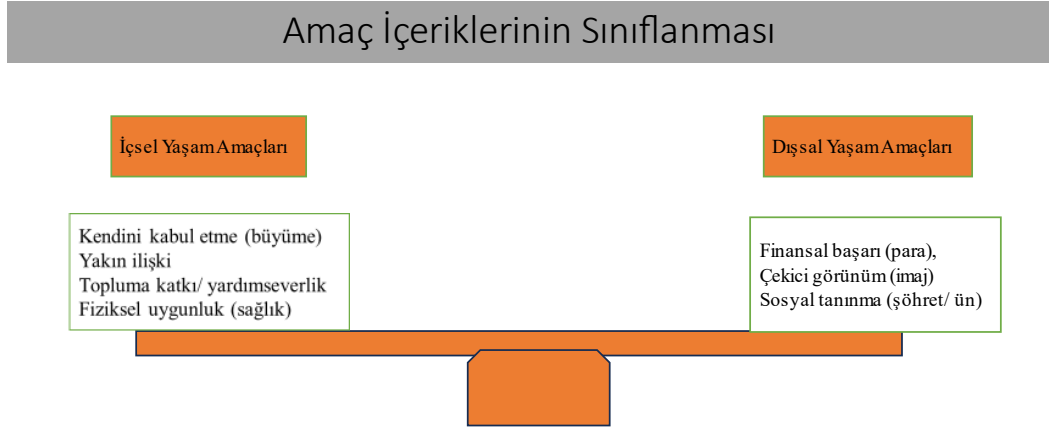 Amaç İçeriklerinin Sınıflanması
İçsel Yaşam Amaçları
Dışsal Yaşam Amaçları
Kendini kabul etme (büyüme)
Yakın ilişki
Topluma katkı/ yardımseverlik
Fiziksel uygunluk (sağlık)
Finansal başarı (para),
Çekici görünüm (imaj)
Sosyal tanınma (şöhret/ ün)